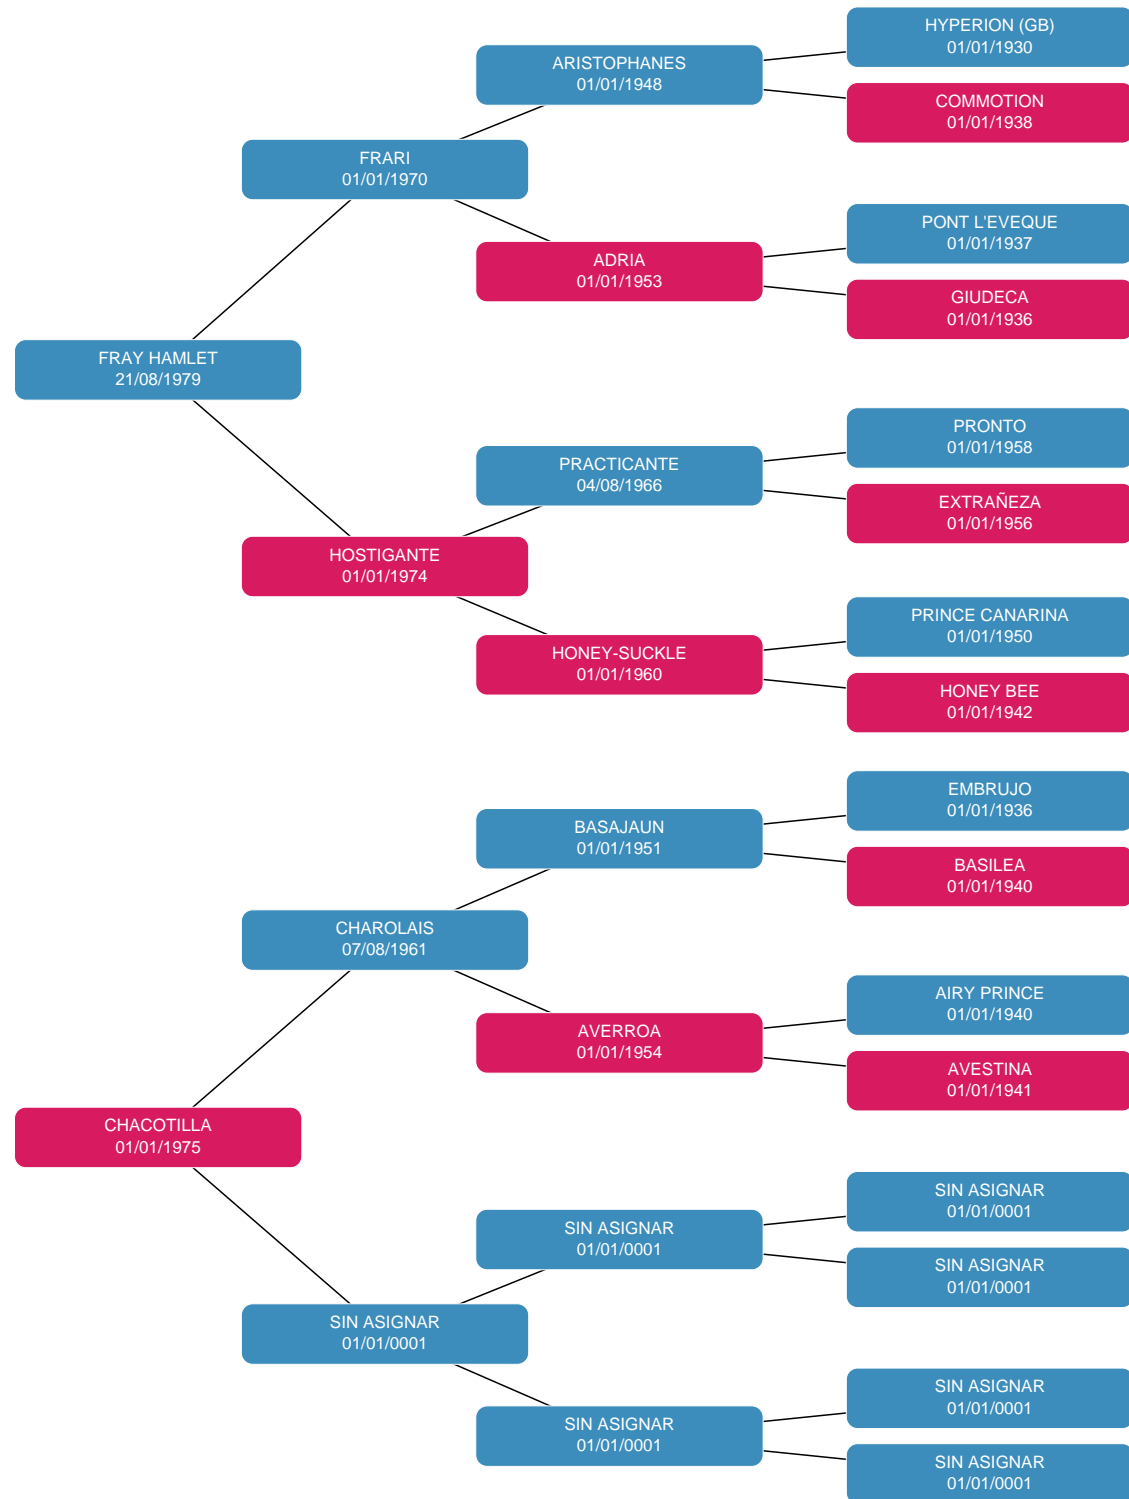 HYPERION (GB)
01/01/1930
ARISTOPHANES
01/01/1948
COMMOTION
01/01/1938
FRARI
01/01/1970
PONT L'EVEQUE
01/01/1937
ADRIA
01/01/1953
GIUDECA
01/01/1936
FRAY HAMLET
21/08/1979
PRONTO
01/01/1958
PRACTICANTE
04/08/1966
EXTRAÑEZA
01/01/1956
HOSTIGANTE
01/01/1974
PRINCE CANARINA
01/01/1950
HONEY-SUCKLE
01/01/1960
HONEY BEE
01/01/1942
EMBRUJO
01/01/1936
BASAJAUN
01/01/1951
BASILEA
01/01/1940
CHAROLAIS
07/08/1961
AIRY PRINCE
01/01/1940
AVERROA
01/01/1954
AVESTINA
01/01/1941
CHACOTILLA
01/01/1975
SIN ASIGNAR
01/01/0001
SIN ASIGNAR
01/01/0001
SIN ASIGNAR
01/01/0001
SIN ASIGNAR
01/01/0001
SIN ASIGNAR
01/01/0001
SIN ASIGNAR
01/01/0001
SIN ASIGNAR
01/01/0001